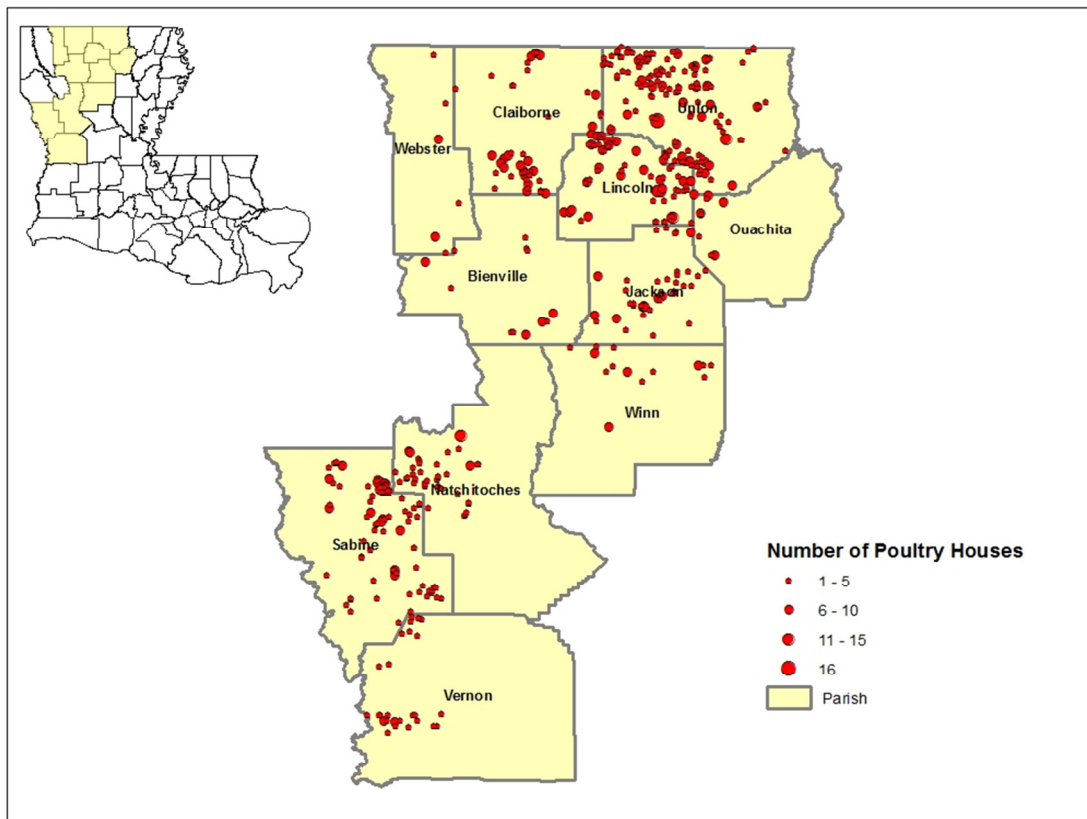 Union
Claiborne
Webster
Lincoln
Ouachita
Bienville
Jackson
Winn
Natchitoches
Sabine
Vernon
Number of Poultry Houses
1 - 5
6 - 10
11 - 15
16
Parish